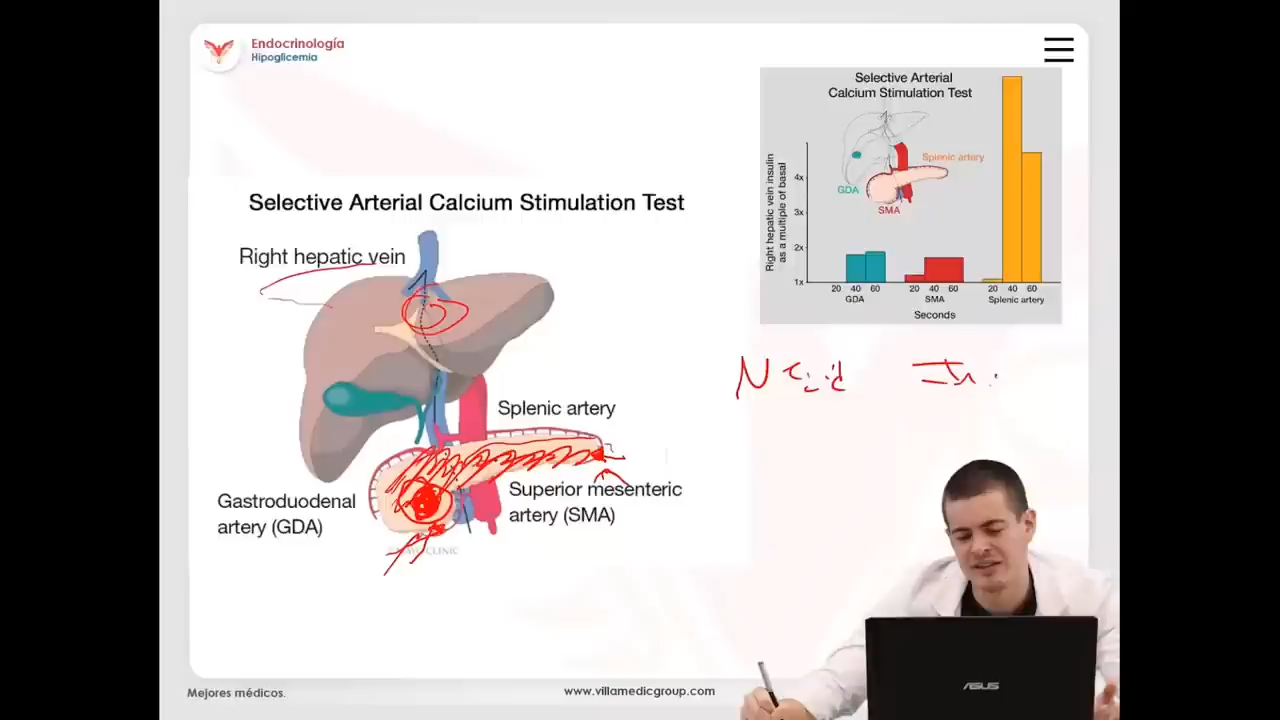 Endocrinología
Hipoglicemia
Selective Arterial Calcium Stimulation Test
Right hepatic vein
Splenic artery
Superior mesenteric
artery (SMA)
Gastroduodenal
artery (GDA)
CLINIC
Selective Arterial
Calcium Stimulation Test
Right hepatic vein insulin
as a multiple of basal
4x
3x
2x
1x
Splenic artery
GDA
SMA
20 40 60 20 40 60 20 40 60
GDA SMA Splenic artery
Seconds
ASUS
Mejores médicos.
www.villamedicgroup.com